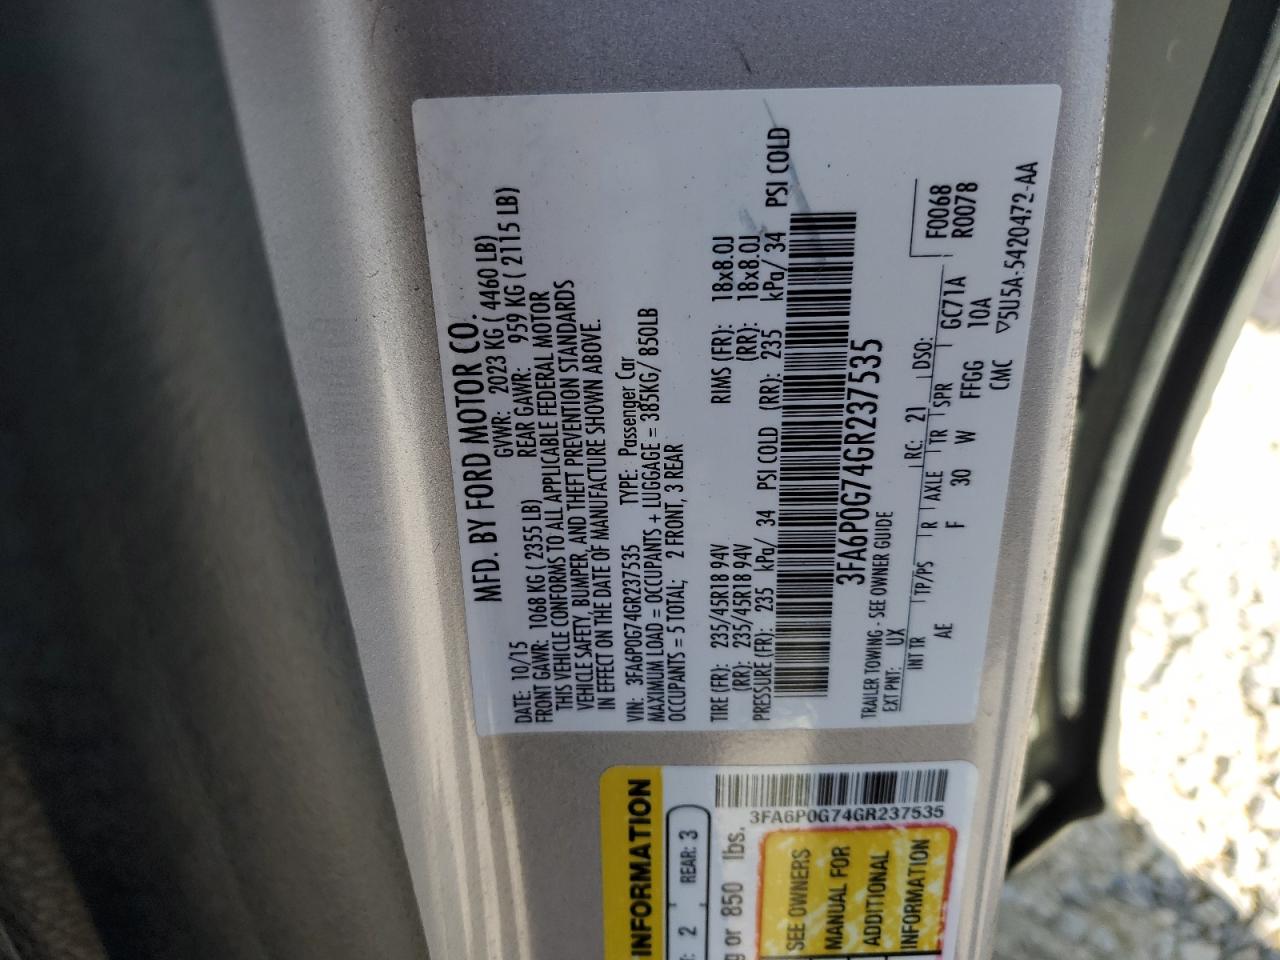 MFD. BY FORD MOTOR CO.
DATE: 10/15 GVWR: 2023 KG ( 4460 LB)
FRONT GAWR: 1068 KG ( 2355 LB) REAR GAWR: 959 KG ( 2115 LB)
THIS VEHICLE CONFORMS TO ALL APPLICABLE FEDERAL MOTOR
VEHICLE SAFETY, BUMPER, AND THEFT PREVENTION STANDARDS
IN EFFECT ON THE DATE OF MANUFACTURE SHOWN ABOVE.
VIN: 3FA6P0G74GR237535 TYPE: Passenger Car
MAXIMUM LOAD = OCCUPANTS + LUGGAGE = 385KG/ 850LB
OCCUPANTS = 5 TOTAL; 2 FRONT, 3 REAR
TIRE (FR): 235/45R18 94V RIMS (FR): 18x8.0J
(RR): 235/45R18 94V (RR): 18x8.0J
PRESSURE (FR): 235 kPa/ 34 PSI COLD (RR): 235 kPa/ 34 PSI COLD
3FA6P0G74GR237535
TRAILER TOWING - SEE OWNER GUIDE
EXT PNT: UX RC: 21 DSO: F0068
INT TR TP/PS R AXLE TR SPR R0078
AE F 30 W FFGG GC71A
CMC 10A
▽5U5A-5420472-AA
INFORMATION
2 REAR: 3
or 850 lbs.
3FA6P0G74GR237535
SEE OWNERS
MANUAL FOR
ADDITIONAL
INFORMATION